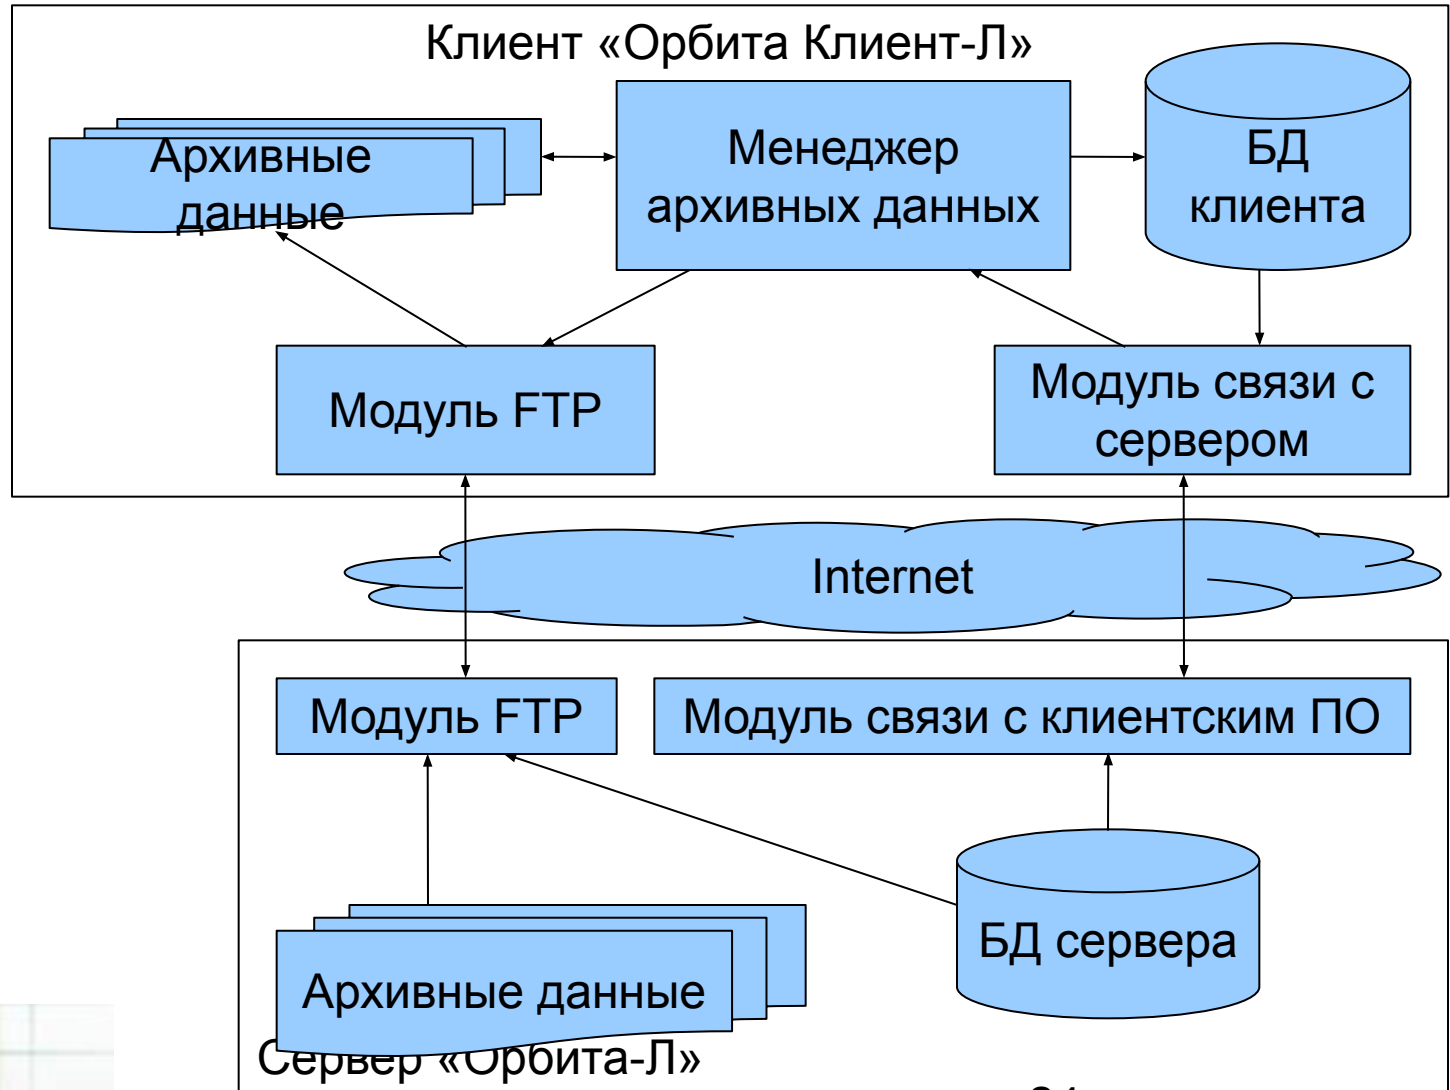 Клиент «Орбита Клиент-Л»
Архивные
данные
Менеджер
архивных данных
БД
клиента
Модуль FTP
Модуль связи с
сервером
Internet
Модуль FTP
Модуль связи с клиентским ПО
БД сервера
Архивные данные
Сервер «Орбита-Л»